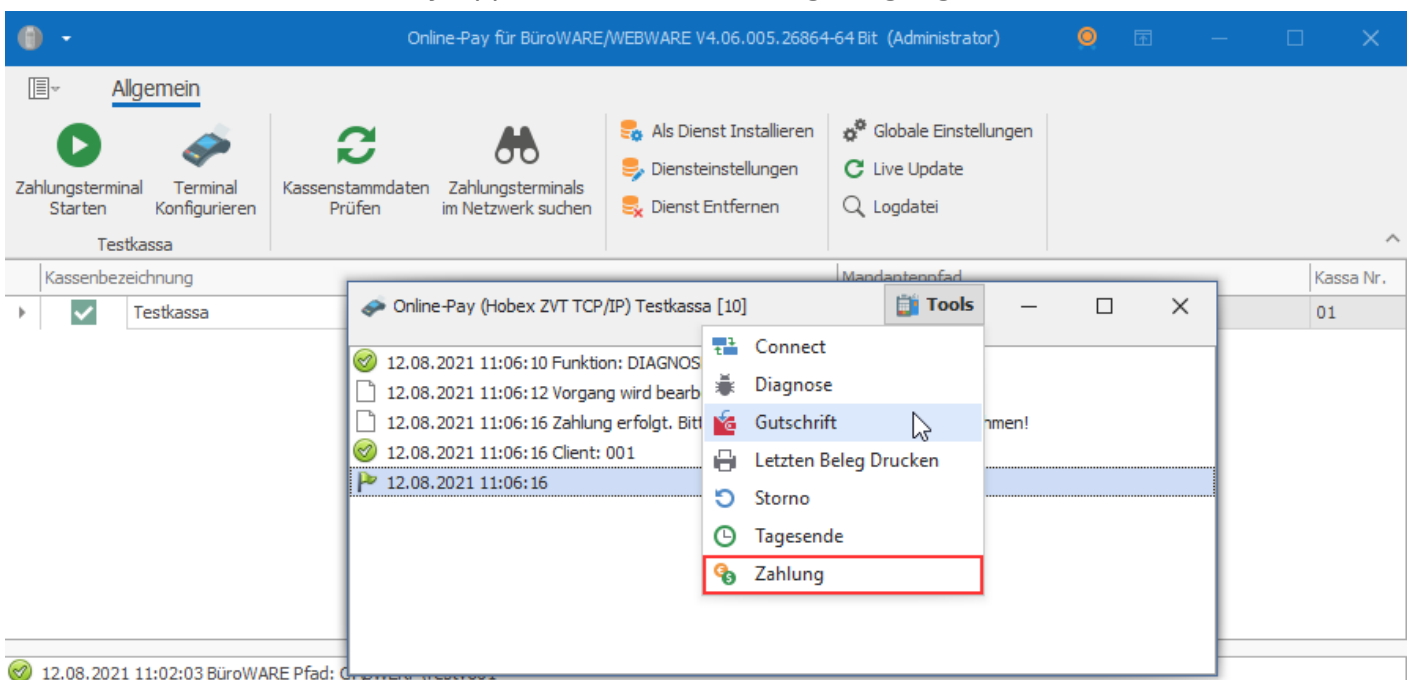 Online-Pay für BüroWARE/WEBWARE V4.06.005.26864-64 Bit (Administrator)
Allgemein
Zahlungsterminal Starten
Terminal Konfigurieren
Kassenstammdaten Prüfen
Zahlungsterminals im Netzwerk suchen
Als Dienst Installieren
Diensteinstellungen
Dienst Entfernen
Globale Einstellungen
Live Update
Logdatei
Testkassa
Kassenbezeichnung
Mandantenpfad
Kassa Nr.
Testkassa
01
Online-Pay (Hobex ZVT TCP/IP) Testkassa [10]
Tools
12.08.2021 11:06:10 Funktion: DIAGNOS
12.08.2021 11:06:12 Vorgang wird bearb
12.08.2021 11:06:16 Zahlung erfolgt. Bitt
hmen!
12.08.2021 11:06:16 Client: 001
12.08.2021 11:06:16
Connect
Diagnose
Gutschrift
Letzten Beleg Drucken
Storno
Tagesende
Zahlung
12.08.2021 11:02:03 BüroWARE Pfad: